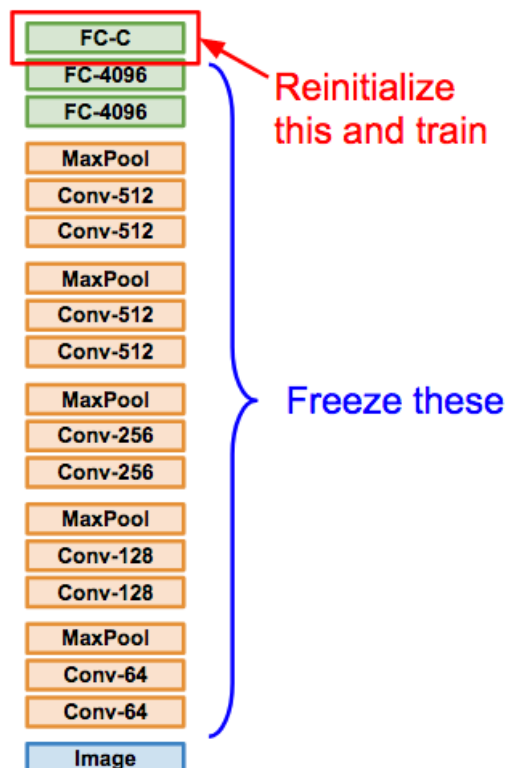 FC-C
FC-4096
FC-4096
MaxPool
Conv-512
Conv-512
MaxPool
Conv-512
Conv-512
MaxPool
Conv-256
Conv-256
MaxPool
Conv-128
Conv-128
MaxPool
Conv-64
Conv-64
Image
Reinitialize
this and train
Freeze these